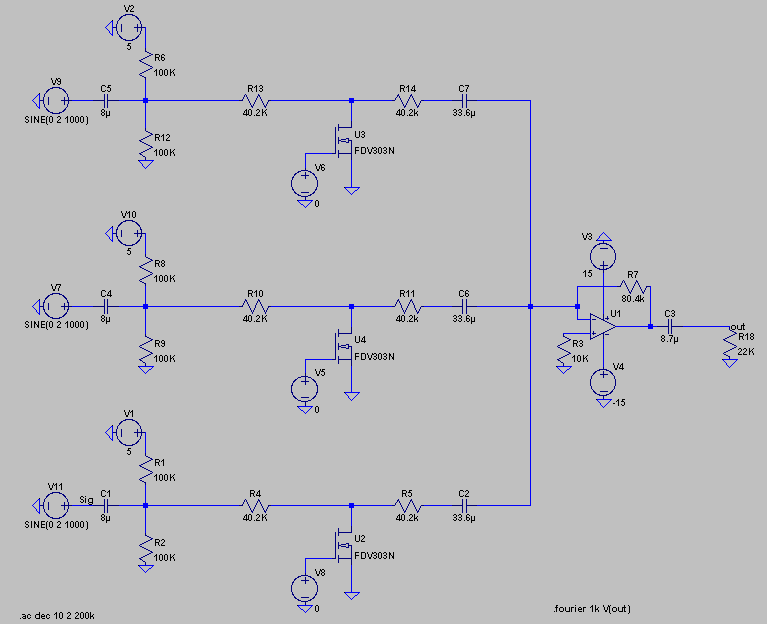 V2
5
R6
100K
V9
C5
R13
R14
C7
SINE(0 2 1000)
8µ
40.2K
40.2k
33.6µ
R12
100K
U3
FDV303N
V6
0
V10
5
R8
100K
V7
C4
R10
R11
C6
SINE(0 2 1000)
8µ
40.2K
40.2k
33.6µ
R9
100K
U4
FDV303N
V5
0
V3
15
R7
80.4k
U1
C3
8.7µ
out
R18
22K
R3
10K
V4
-15
V1
5
R1
100K
V11
Sig
C1
R4
R5
C2
SINE(0 2 1000)
8µ
40.2K
40.2k
33.6µ
R2
100K
U2
FDV303N
V8
0
.ac dec 10 2 200k
.fourier 1k V(out)